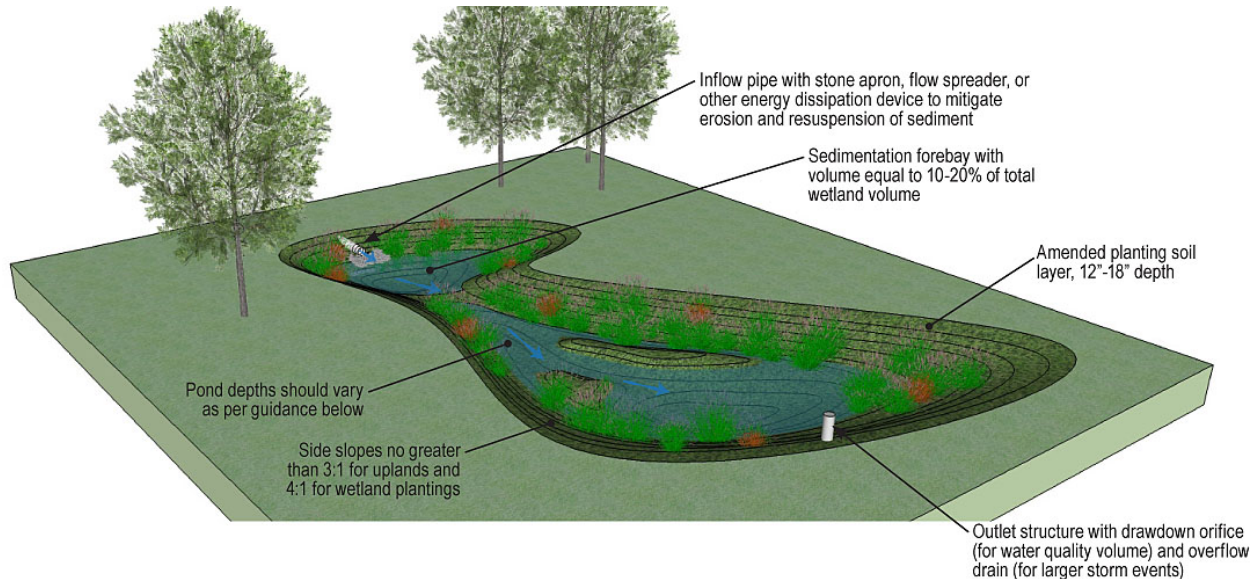 Inflow pipe with stone apron, flow spreader, or
other energy dissipation device to mitigate
erosion and resuspension of sediment
Sedimentation forebay with
volume equal to 10-20% of total
wetland volume
Amended planting soil
layer, 12”-18” depth
Pond depths should vary
as per guidance below
Side slopes no greater
than 3:1 for uplands and
4:1 for wetland plantings
Outlet structure with drawdown orifice
(for water quality volume) and overflow
drain (for larger storm events)